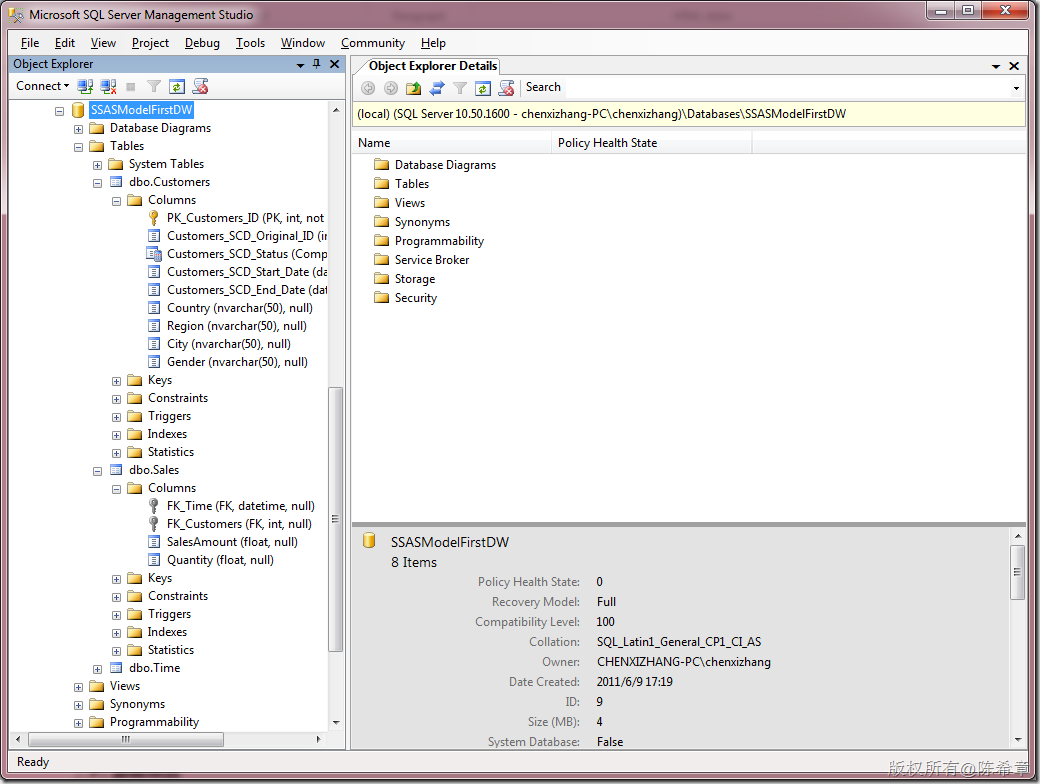 Microsoft SQL Server Management Studio
File Edit View Project Debug Tools Window Community Help
Object Explorer
Connect
SSASModelFirstDW
Database Diagrams
Tables
System Tables
dbo.Customers
Columns
PK_Customers_ID (PK, int, not
Customers_SCD_Original_ID (in
Customers_SCD_Status (Comp
Customers_SCD_Start_Date (da
Customers_SCD_End_Date (dat
Country (nvarchar(50), null)
Region (nvarchar(50), null)
City (nvarchar(50), null)
Gender (nvarchar(50), null)
Keys
Constraints
Triggers
Indexes
Statistics
dbo.Sales
Columns
FK_Time (FK, datetime, null)
FK_Customers (FK, int, null)
SalesAmount (float, null)
Quantity (float, null)
Keys
Constraints
Triggers
Indexes
Statistics
dbo.Time
Views
Synonyms
Programmability
Object Explorer Details
Search
(local) (SQL Server 10.50.1600 - chenxizhang-PC\chenxizhang)\Databases\SSASModelFirstDW
Name Policy Health State
Database Diagrams
Tables
Views
Synonyms
Programmability
Service Broker
Storage
Security
SSASModelFirstDW
8 Items
Policy Health State: 0
Recovery Model: Full
Compatibility Level: 100
Collation: SQL_Latin1_General_CP1_CI_AS
Owner: CHENXIZHANG-PC\chenxizhang
Date Created: 2011/6/9 17:19
ID: 9
Size (MB): 4
System Database: False
Ready
版权所有@陈希章